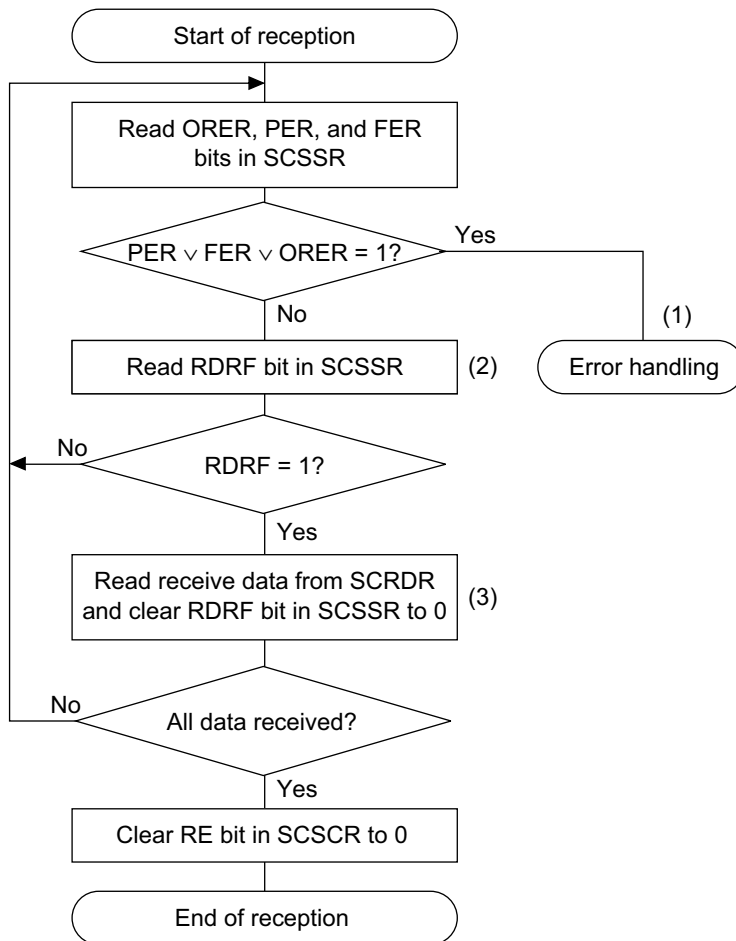 Start of reception
Read ORER, PER, and FER
bits in SCSSR
PER ∨ FER ∨ ORER = 1?
Yes
No
(1)
Error handling
Read RDRF bit in SCSSR
(2)
RDRF = 1?
No
Yes
Read receive data from SCRDR
and clear RDRF bit in SCSSR to 0
(3)
All data received?
No
Yes
Clear RE bit in SCSCR to 0
End of reception